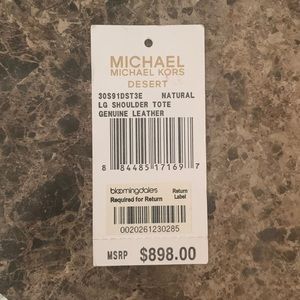 MICHAEL
MICHAEL KORS
DESERT
30S91DST3E NATURAL
LG SHOULDER TOTE
GENUINE LEATHER
8 84485 17169 7
bloomingdales Return
Required for Return Label
0020261230285
MSRP $898.00